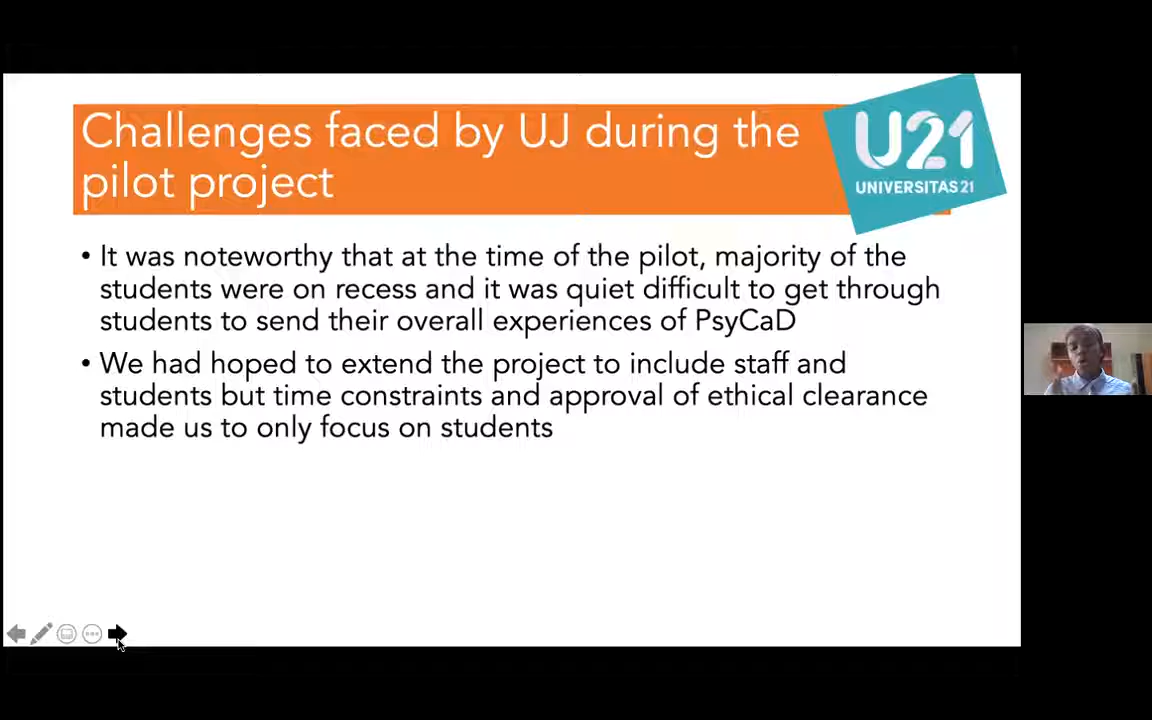 Challenges faced by UJ during the
pilot project
U21
UNIVERSITAS 21
• It was noteworthy that at the time of the pilot, majority of the
students were on recess and it was quiet difficult to get through
students to send their overall experiences of PsyCaD
• We had hoped to extend the project to include staff and
students but time constraints and approval of ethical clearance
made us to only focus on students